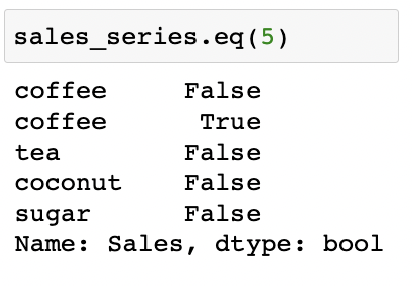 sales_series.eq(5)
coffee     False
coffee      True
tea        False
coconut    False
sugar      False
Name: Sales, dtype: bool